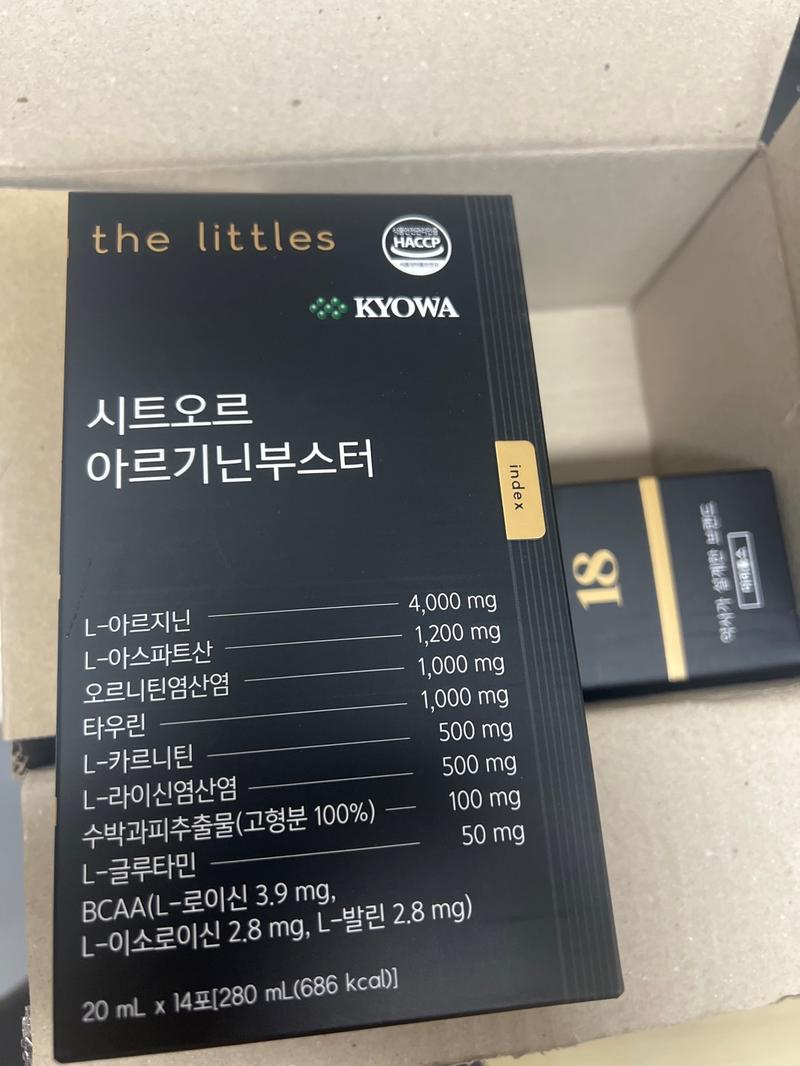 the littles
HACCP
KYOWA
시트오르
아르기닌부스터
index
L-아르지닌 4,000 mg
L-아스파트산 1,200 mg
오르니틴염산염 1,000 mg
타우린 1,000 mg
L-카르니틴 500 mg
L-라이신염산염 500 mg
수박과피추출물(고형분 100%) 100 mg
L-글루타민 50 mg
BCAA(L-로이신 3.9 mg,
L-이소로이신 2.8 mg, L-발린 2.8 mg)
20 mL x 14포[280 mL(686 kcal)]
18